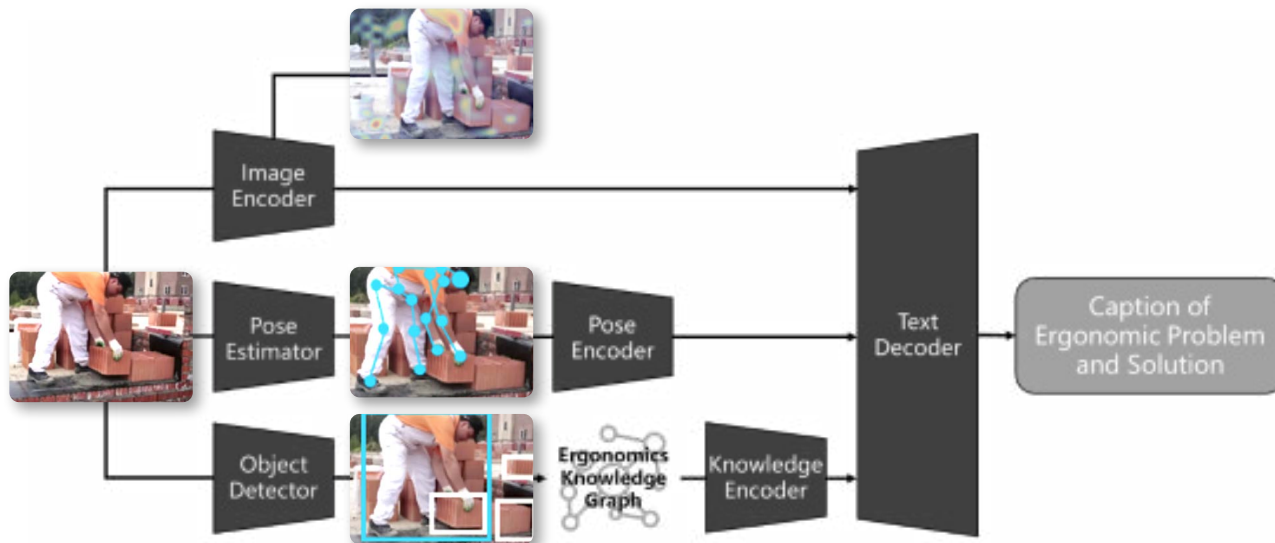 Image
Encoder
Pose
Estimator
Pose
Encoder
Object
Detector
Ergonomics
Knowledge
Graph
Knowledge
Encoder
Text
Decoder
Caption of
Ergonomic Problem
and Solution